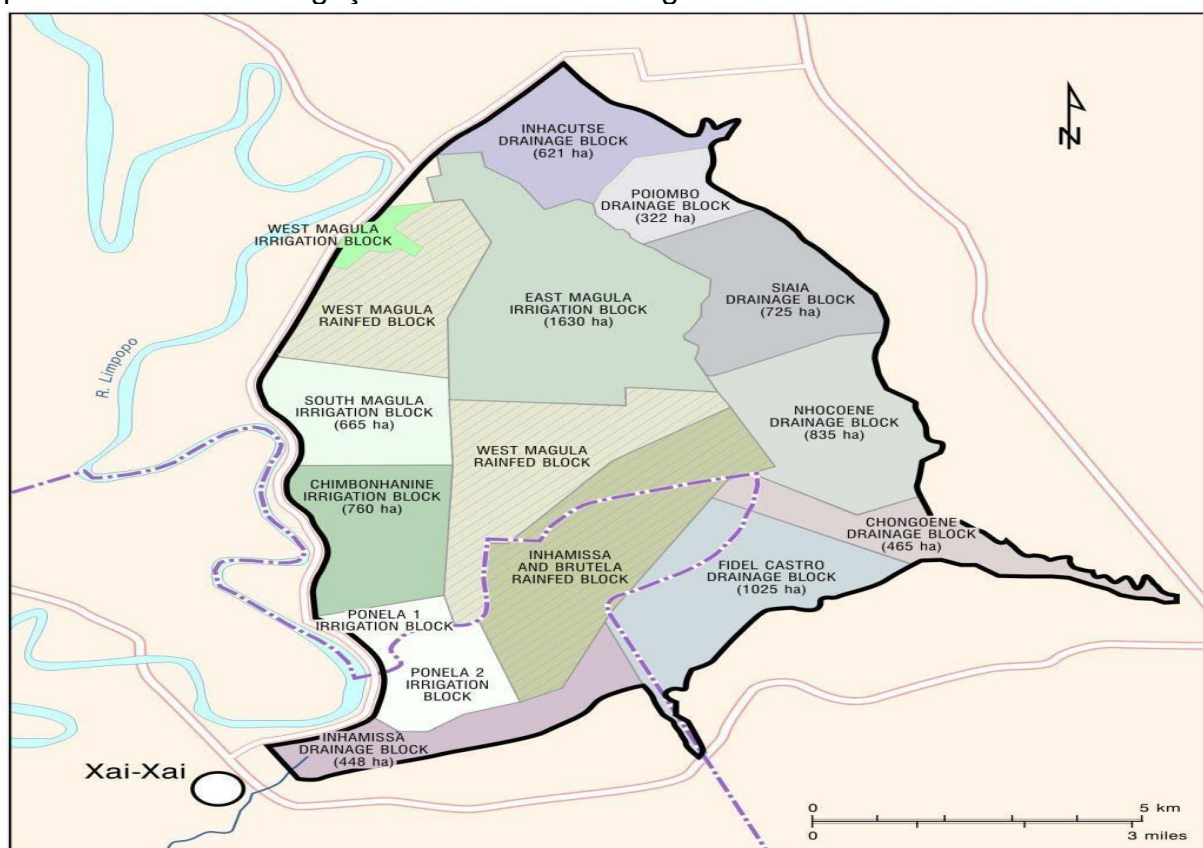 INHACUTSE
DRAINAGE BLOCK
(621 ha)
N
POIOMBO
DRAINAGE BLOCK
(322 ha)
WEST MAGULA
IRRIGATION BLOCK
SIAIA
DRAINAGE BLOCK
(725 ha)
EAST MAGULA
IRRIGATION BLOCK
(1630 ha)
WEST MAGULA
RAINFED BLOCK
R. Limpopo
SOUTH MAGULA
IRRIGATION BLOCK
(665 ha)
NHOCOENE
DRAINAGE BLOCK
(835 ha)
WEST MAGULA
RAINFED BLOCK
CHIMBONHANINE
IRRIGATION BLOCK
(760 ha)
CHONGOENE
DRAINAGE BLOCK
(465 ha)
INHAMISSA
AND BRUTELA
RAINFED BLOCK
FIDEL CASTRO
DRAINAGE BLOCK
(1025 ha)
PONELA 1
IRRIGATION BLOCK
PONELA 2
IRRIGATION
BLOCK
INHAMISSA
DRAINAGE BLOCK
(448 ha)
Xai-Xai
0 5 km
0 3 miles